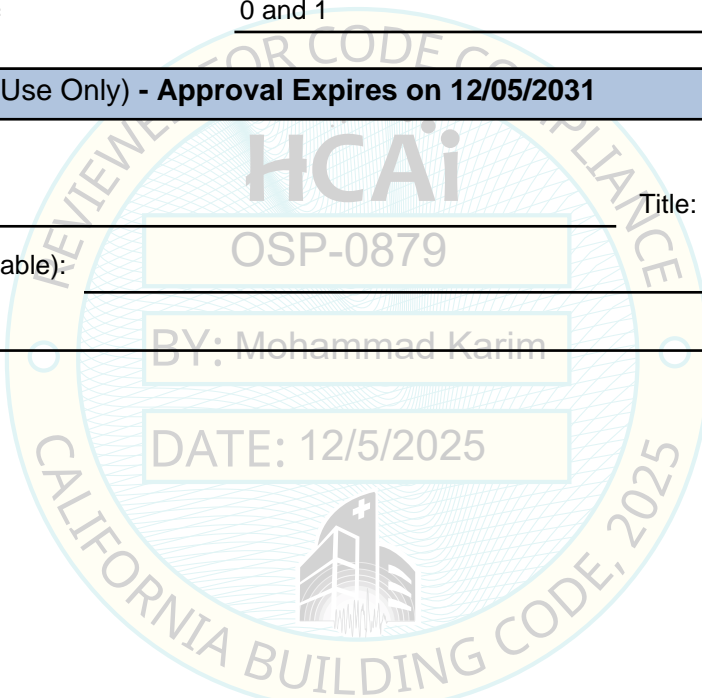 0 and 1
Use Only) - Approval Expires on 12/05/2031
REVIEWED FOR CODE COMPLIANCE
HCAi
Title:
OSP-0879
able):
BY: Mohammad Karim
DATE: 12/5/2025
CALIFORNIA BUILDING CODE, 2025